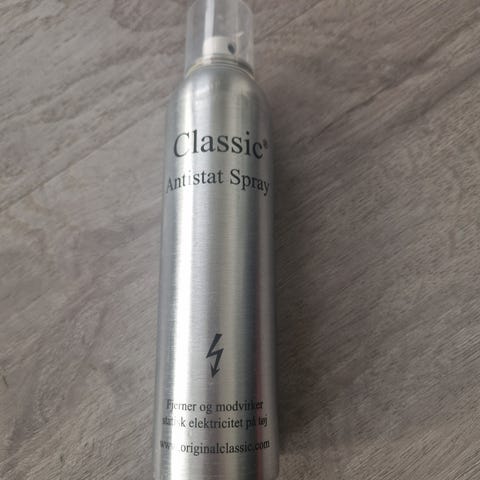 Classic®
Antistat Spray
Fjerner og modvirker
statisk elektricitet på tøj
www.originalclassic.com